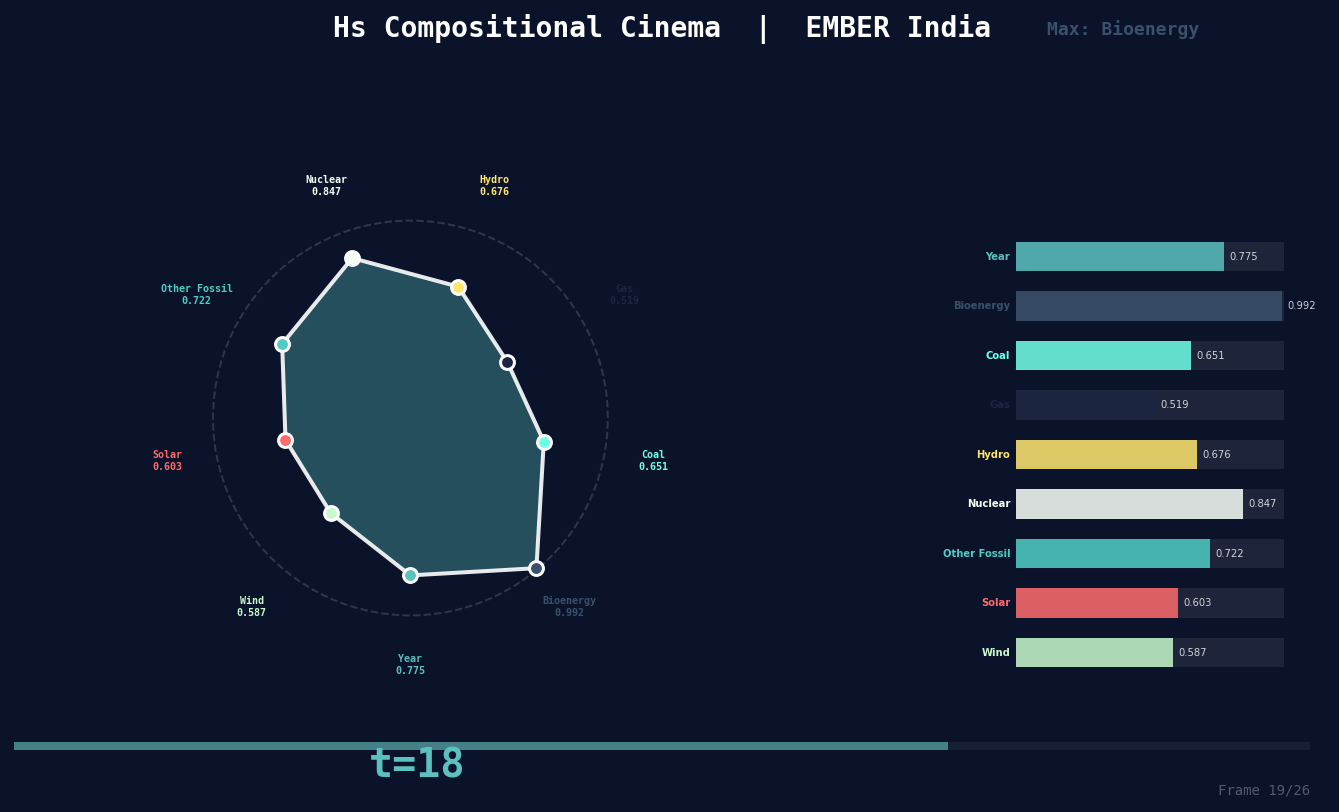 Hs Compositional Cinema | EMBER India
Max: Bioenergy
Nuclear
0.847
Hydro
0.676
Other Fossil
0.722
Gas
0.519
Solar
0.603
Coal
0.651
Wind
0.587
Bioenergy
0.992
Year
0.775
Year 0.775
Bioenergy 0.992
Coal 0.651
Gas 0.519
Hydro 0.676
Nuclear 0.847
Other Fossil 0.722
Solar 0.603
Wind 0.587
t=18
Frame 19/26